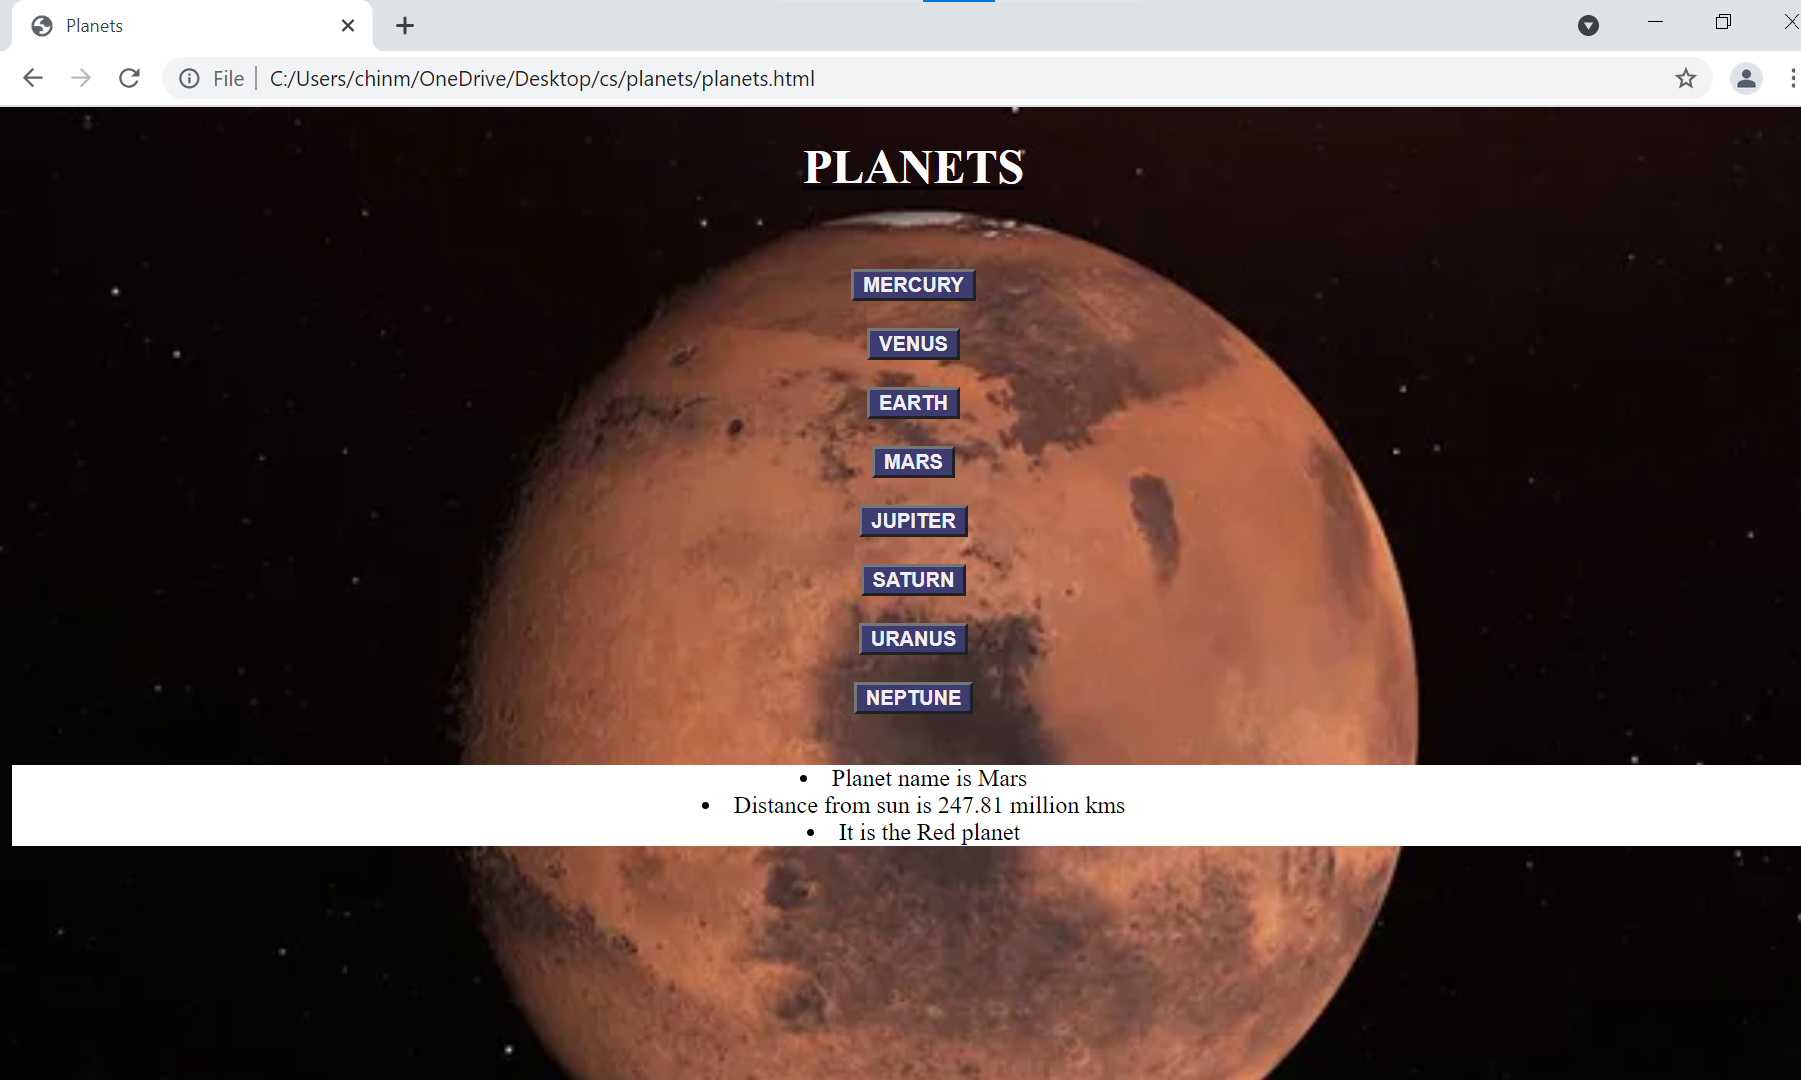 Planets
File C:/Users/chinm/OneDrive/Desktop/cs/planets/planets.html
PLANETS
MERCURY
VENUS
EARTH
MARS
JUPITER
SATURN
URANUS
NEPTUNE
• Planet name is Mars
• Distance from sun is 247.81 million kms
• It is the Red planet